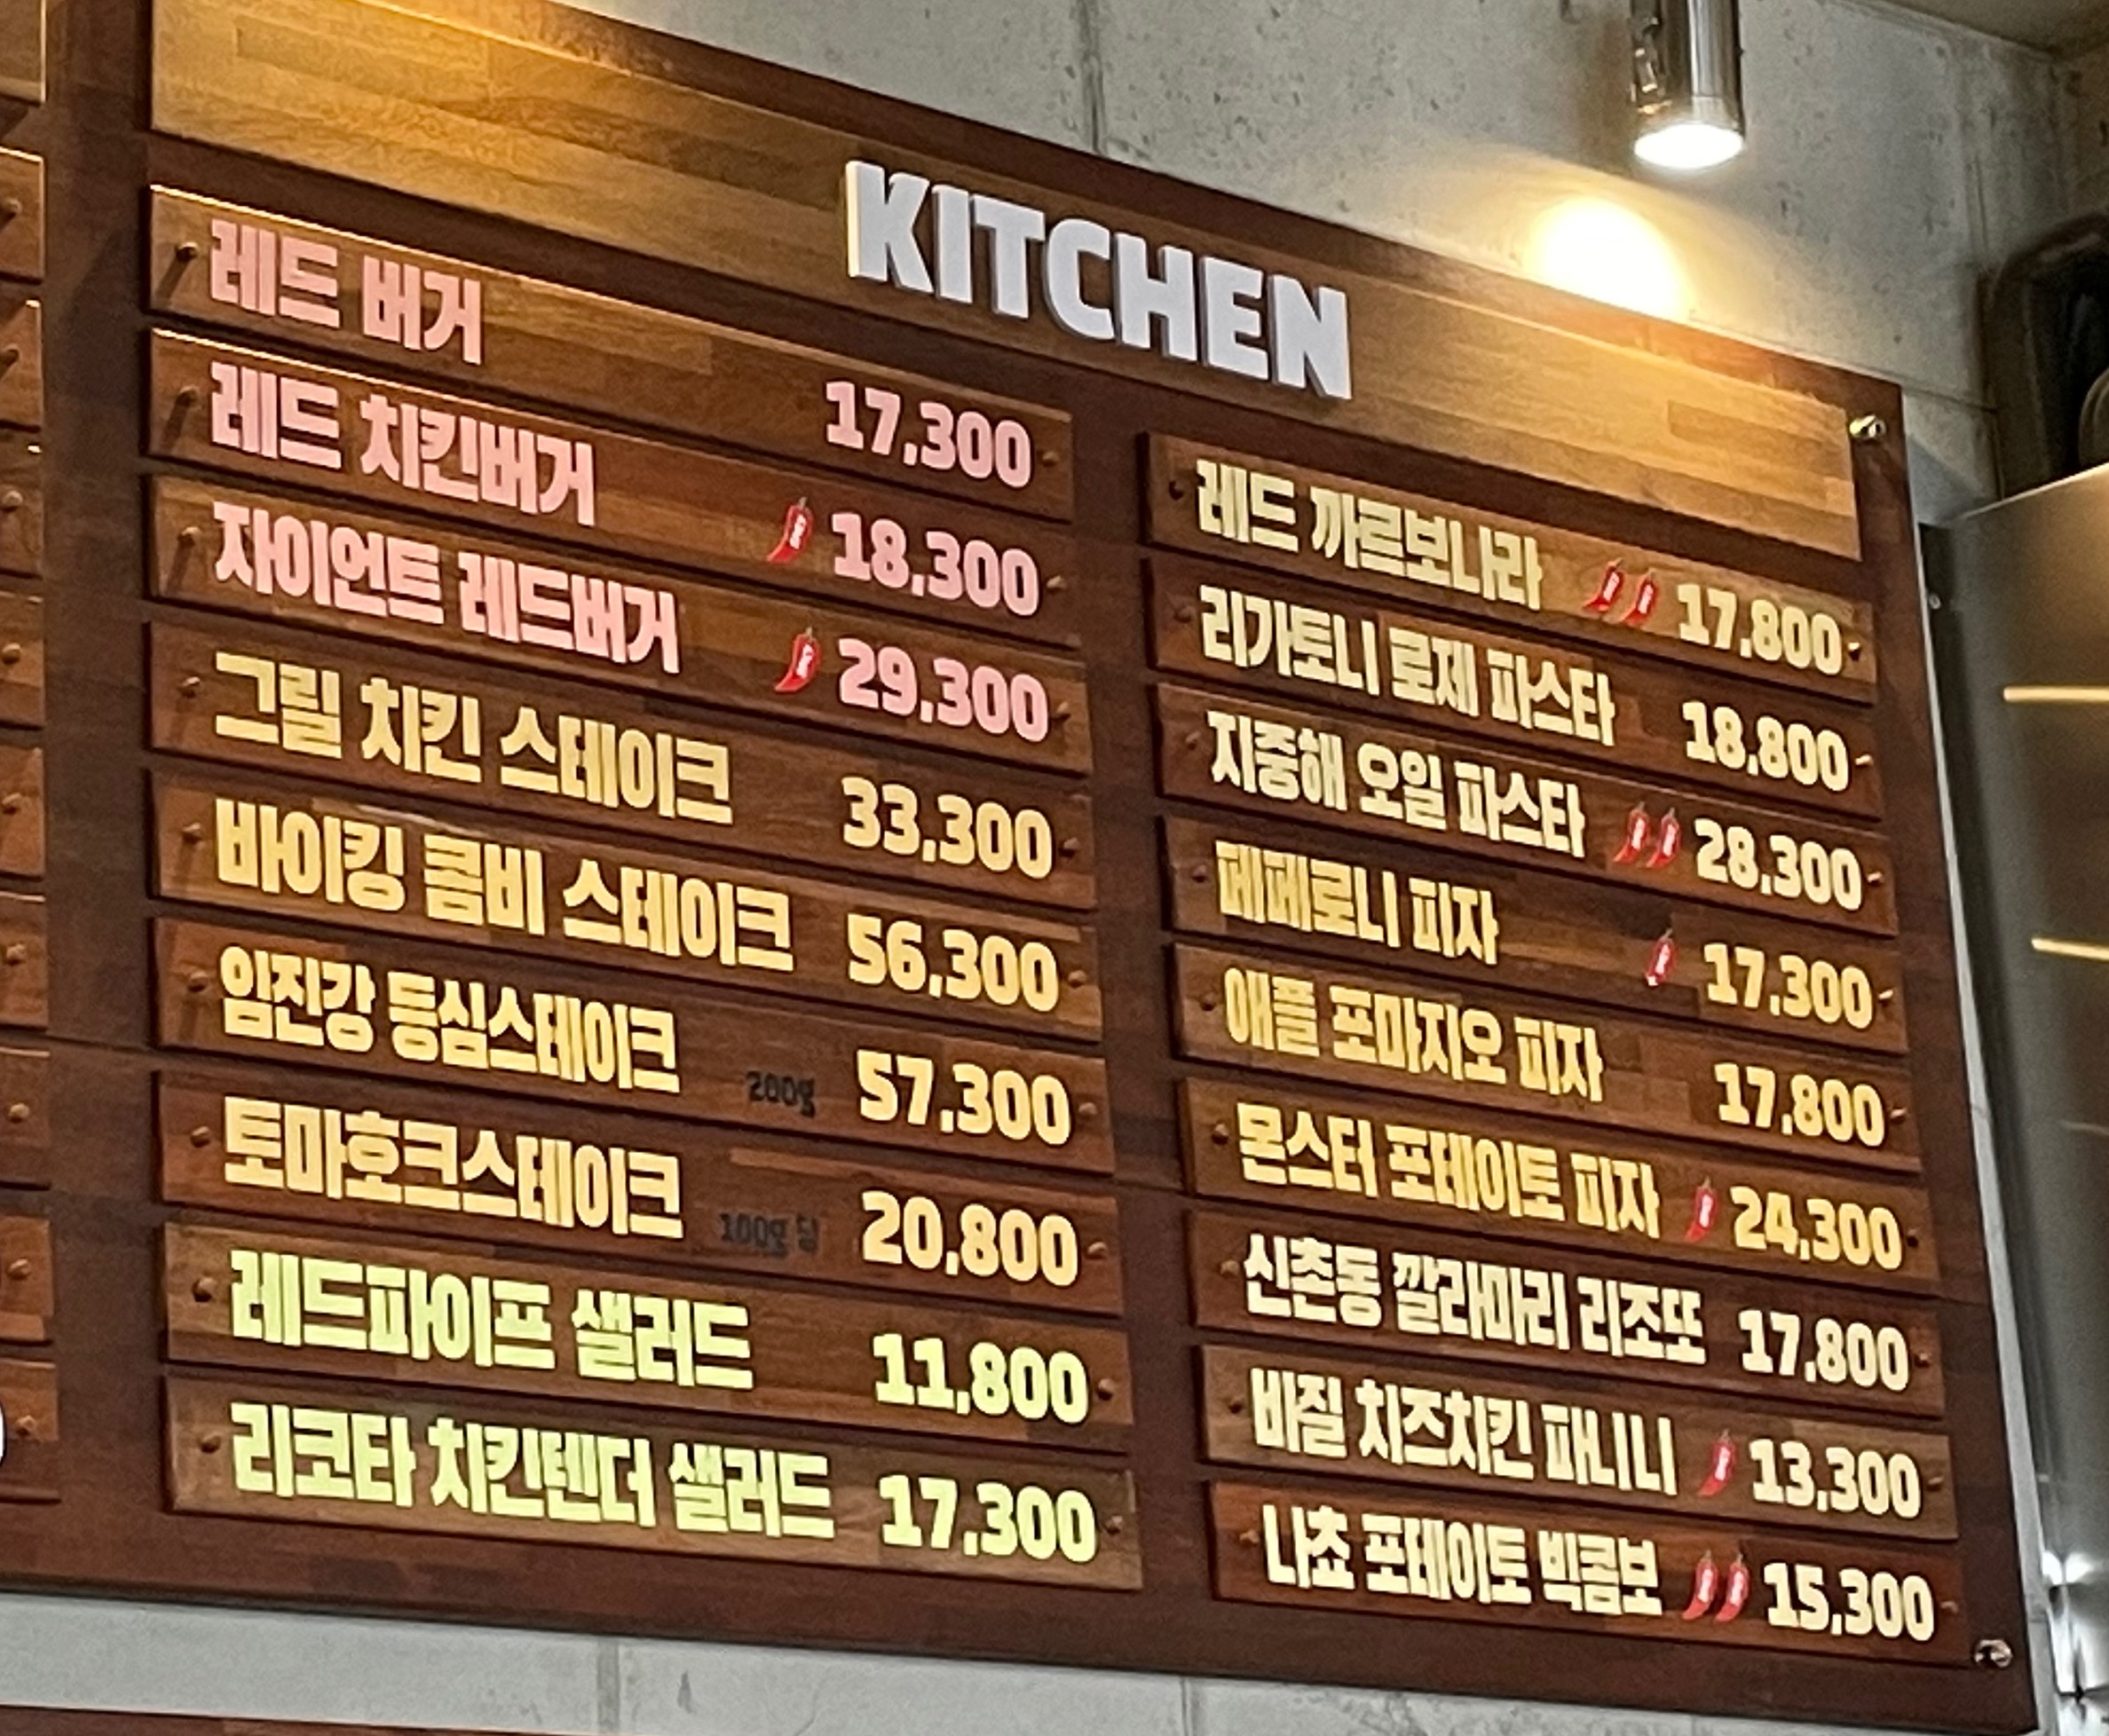 KITCHEN
레드 버거 17,300
레드 치킨버거 18,300
자이언트 레드버거 29,300
그릴 치킨 스테이크 33,300
바이킹 콤비 스테이크 56,300
임진강 등심스테이크 200g 57,300
토마호크스테이크 100g 당 20,800
레드파이프 샐러드 11,800
리코타 치킨텐더 샐러드 17,300
레드 까르보나라 17,800
리가토니 로제 파스타 18,800
지중해 오일 파스타 28,300
페페로니 피자 17,300
애플 포마지오 피자 17,800
몬스터 포테이토 피자 24,300
신촌동 깔라마리 리조또 17,800
바질 치즈치킨 파니니 13,300
나쵸 포테이토 빅콤보 15,300